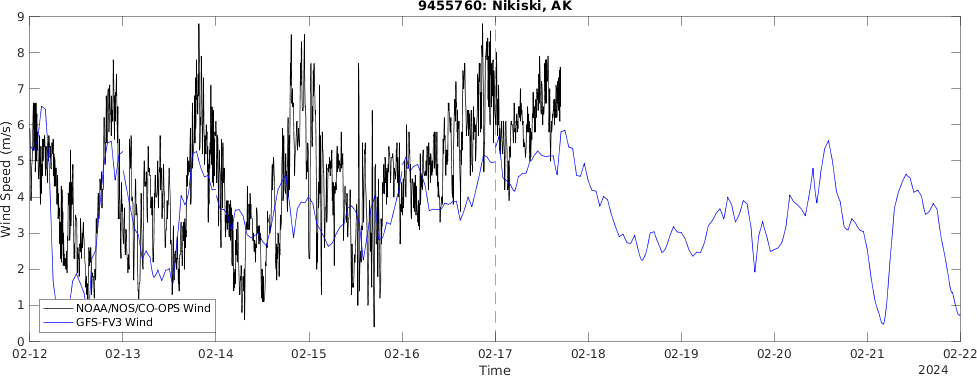 9455760: Nikiski, AK
9
8
7
6
5
4
3
2
1
0
Wind Speed (m/s)
NOAA/NOS/CO-OPS Wind
GFS-FV3 Wind
02-12 02-13 02-14 02-15 02-16 02-17 02-18 02-19 02-20 02-21 02-22
Time
2024